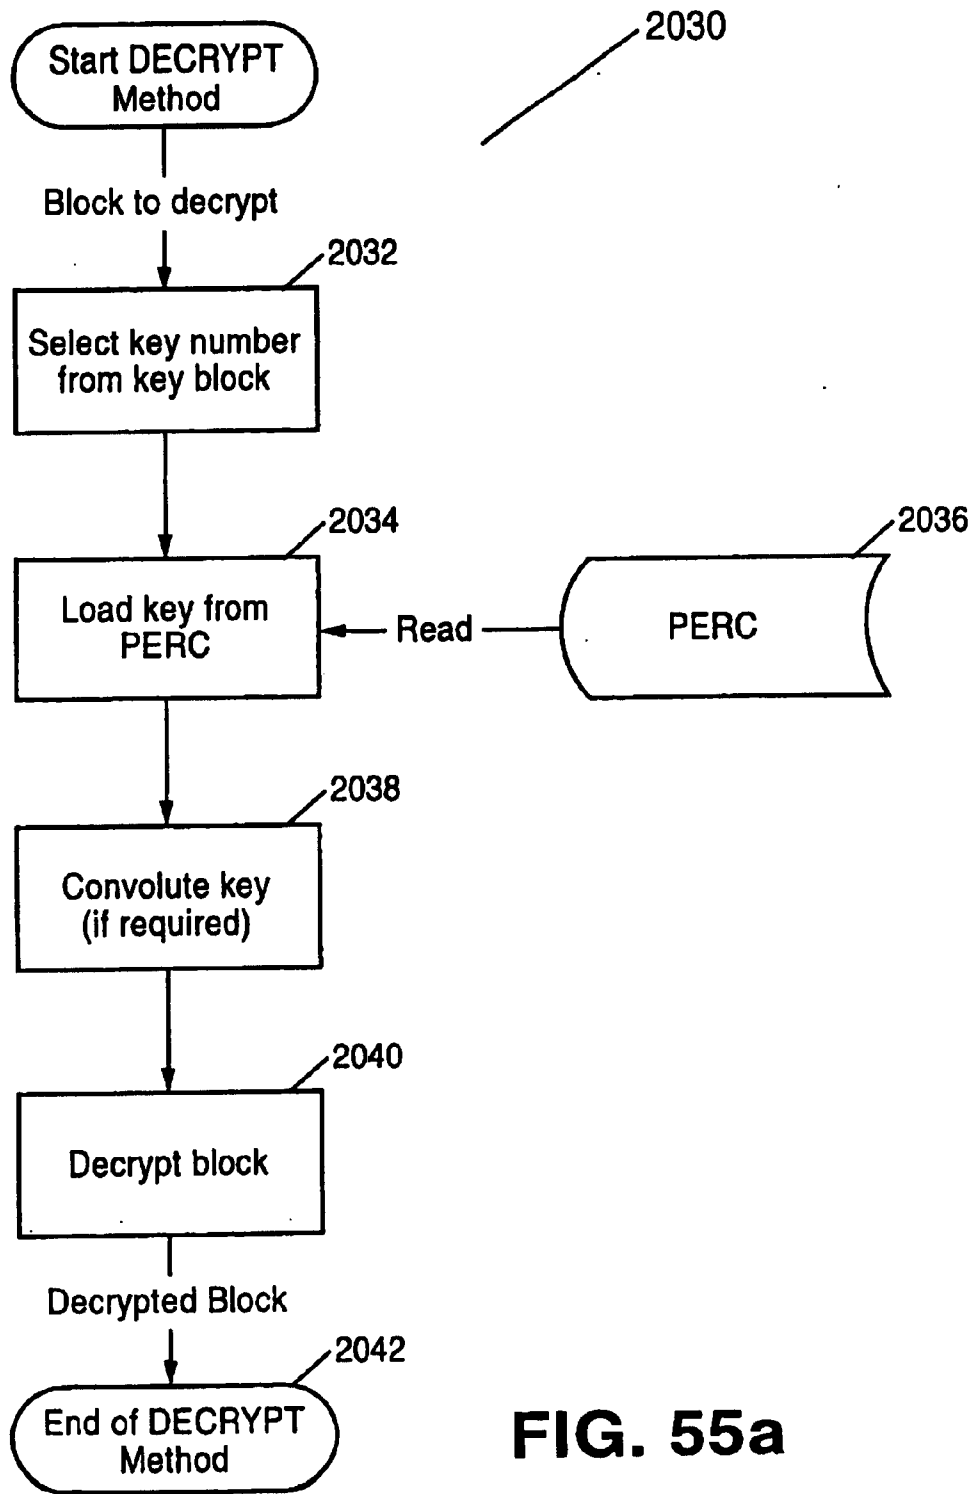 2030
Start DECRYPT
Method
Block to decrypt
2032
Select key number
from key block
2034
Load key from
PERC
Read
2036
PERC
2038
Convolute key
(if required)
2040
Decrypt block
Decrypted Block
2042
End of DECRYPT
Method
FIG. 55a